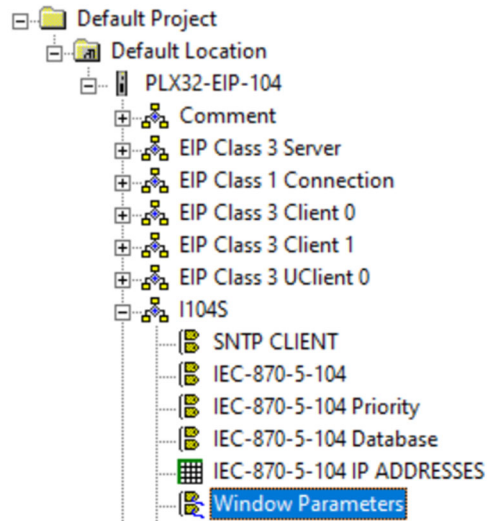 Default Project
Default Location
PLX32-EIP-104
Comment
EIP Class 3 Server
EIP Class 1 Connection
EIP Class 3 Client 0
EIP Class 3 Client 1
EIP Class 3 UClient 0
I104S
SNTP CLIENT
IEC-870-5-104
IEC-870-5-104 Priority
IEC-870-5-104 Database
IEC-870-5-104 IP ADDRESSES
Window Parameters